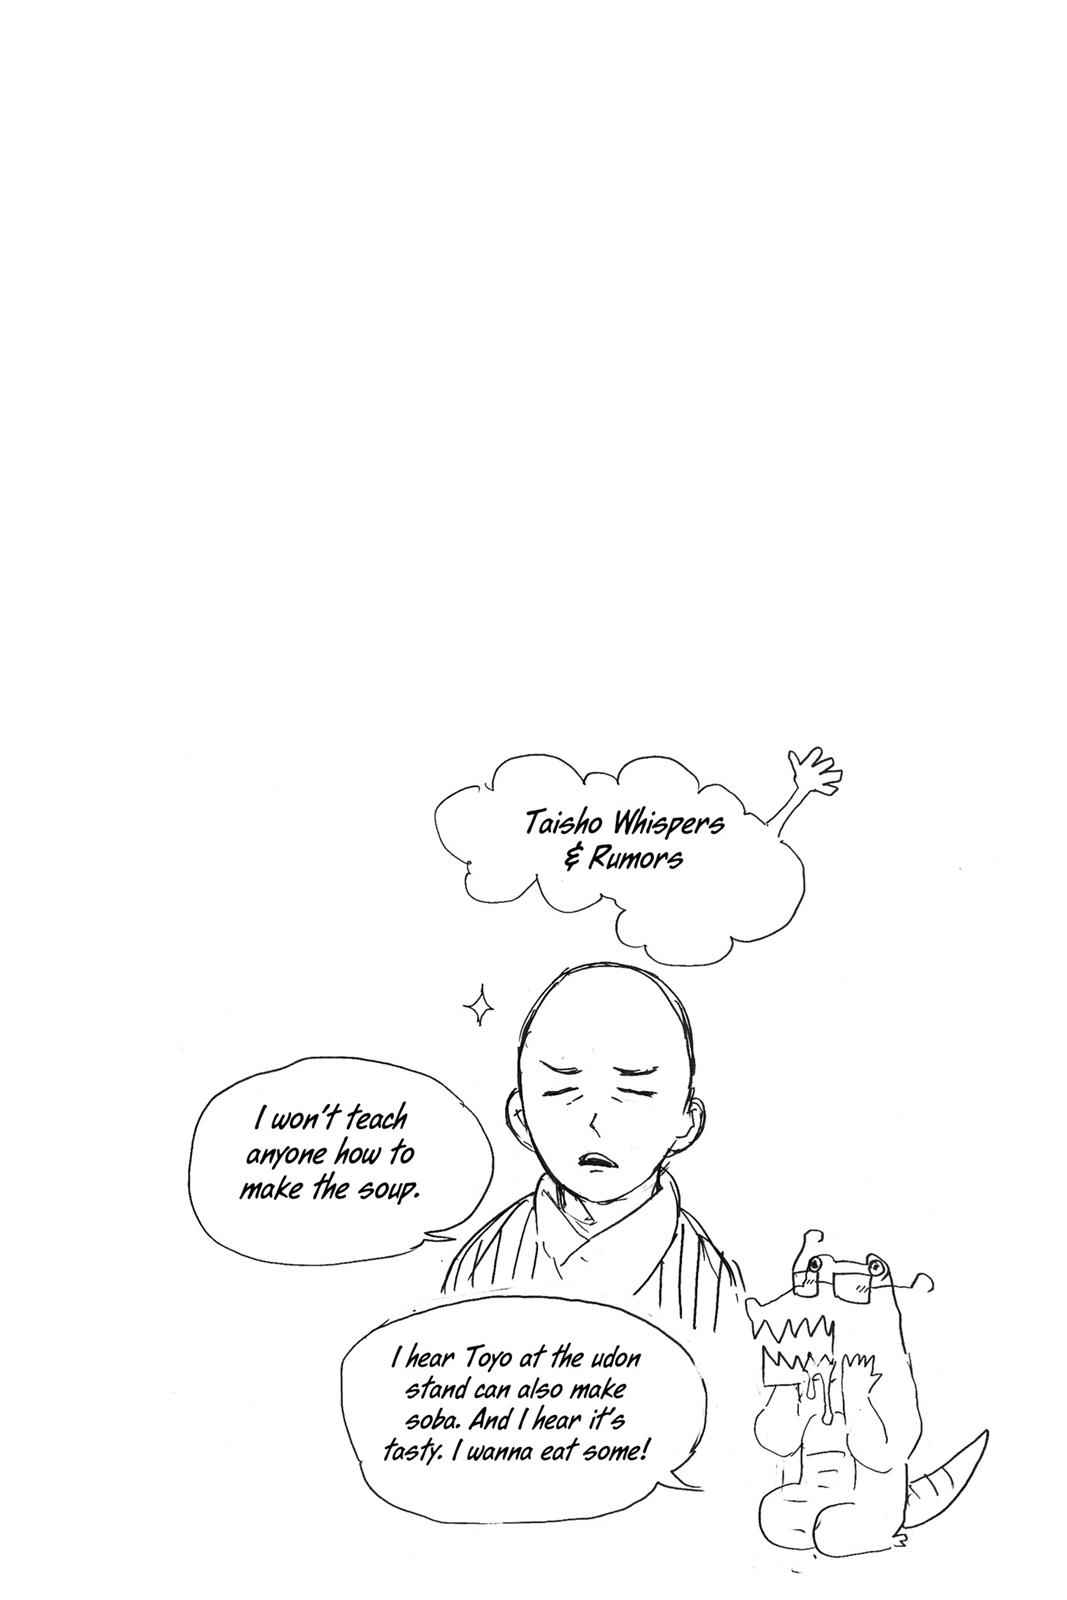 Taisho Whispers
& Rumors
I won't teach
anyone how to
make the soup.
I hear Toyo at the udon
stand can also make
soba. And I hear it's
tasty. I wanna eat some!